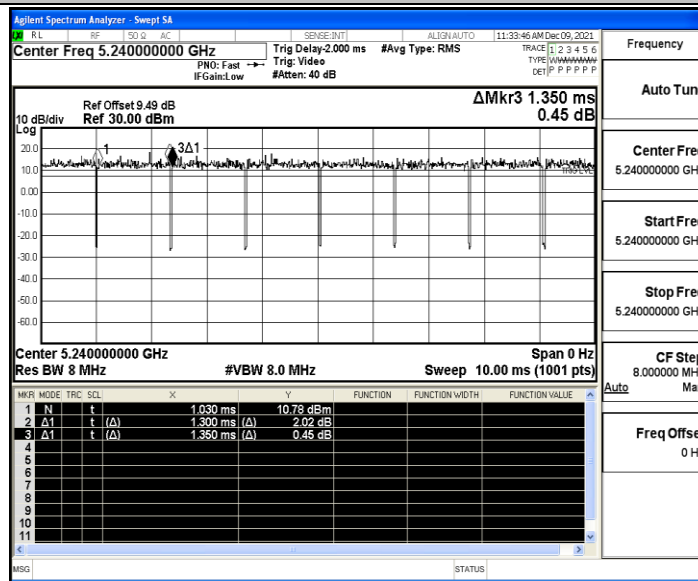 Agilent Spectrum Analyzer - Swept SA
RL RF 50 Ω AC SENSE:INT ALIGNAUTO 11:33:46 AM Dec 09, 2021
Center Freq 5.240000000 GHz
PNO: Fast
IFGain:Low
Trig Delay-2.000 ms
Trig: Video
#Atten: 40 dB
#Avg Type: RMS
TRACE 1 2 3 4 5 6
TYPE WWWWWW
DET P P P P P P
Frequency
ΔMkr3 1.350 ms
0.45 dB
Ref Offset 9.49 dB
10 dB/div Ref 30.00 dBm
Log
20.0
10.0
0.00
-10.0
-20.0
-30.0
-40.0
-50.0
-60.0
1
3Δ1
Center 5.240000000 GHz Span 0 Hz
Res BW 8 MHz #VBW 8.0 MHz Sweep 10.00 ms (1001 pts)
MKR MODE TRC SCL X Y FUNCTION FUNCTION WIDTH FUNCTION VALUE
1 N t 1.030 ms 10.78 dBm
2 Δ1 t (Δ) 1.300 ms (Δ) 2.02 dB
3 Δ1 t (Δ) 1.350 ms (Δ) 0.45 dB
4
5
6
7
8
9
10
11
MSG STATUS
Auto Tun
Center Fre
5.240000000 GH
Start Fre
5.240000000 GH
Stop Fre
5.240000000 GH
CF Step
8.000000 MH
Auto Ma
Freq Offse
0 H